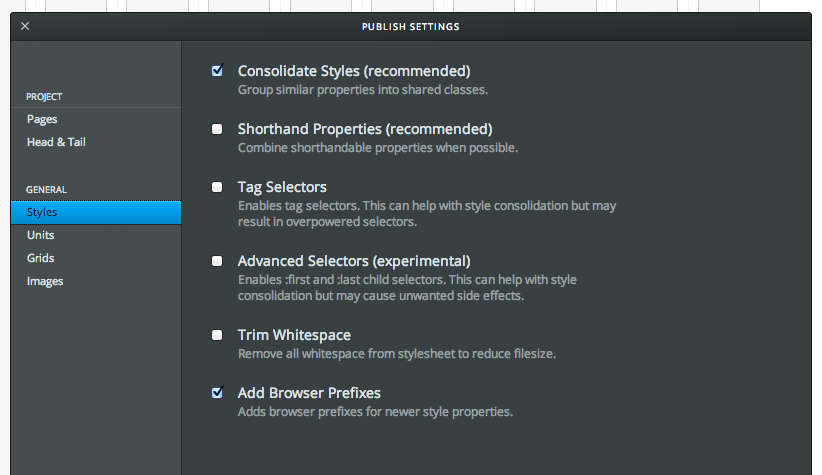 PUBLISH SETTINGS
PROJECT
Pages
Head & Tail
GENERAL
Styles
Units
Grids
Images
Consolidate Styles (recommended)
Group similar properties into shared classes.
Shorthand Properties (recommended)
Combine shorthandable properties when possible.
Tag Selectors
Enables tag selectors. This can help with style consolidation but may
result in overpowered selectors.
Advanced Selectors (experimental)
Enables :first and :last child selectors. This can help with style
consolidation but may cause unwanted side effects.
Trim Whitespace
Remove all whitespace from stylesheet to reduce filesize.
Add Browser Prefixes
Adds browser prefixes for newer style properties.